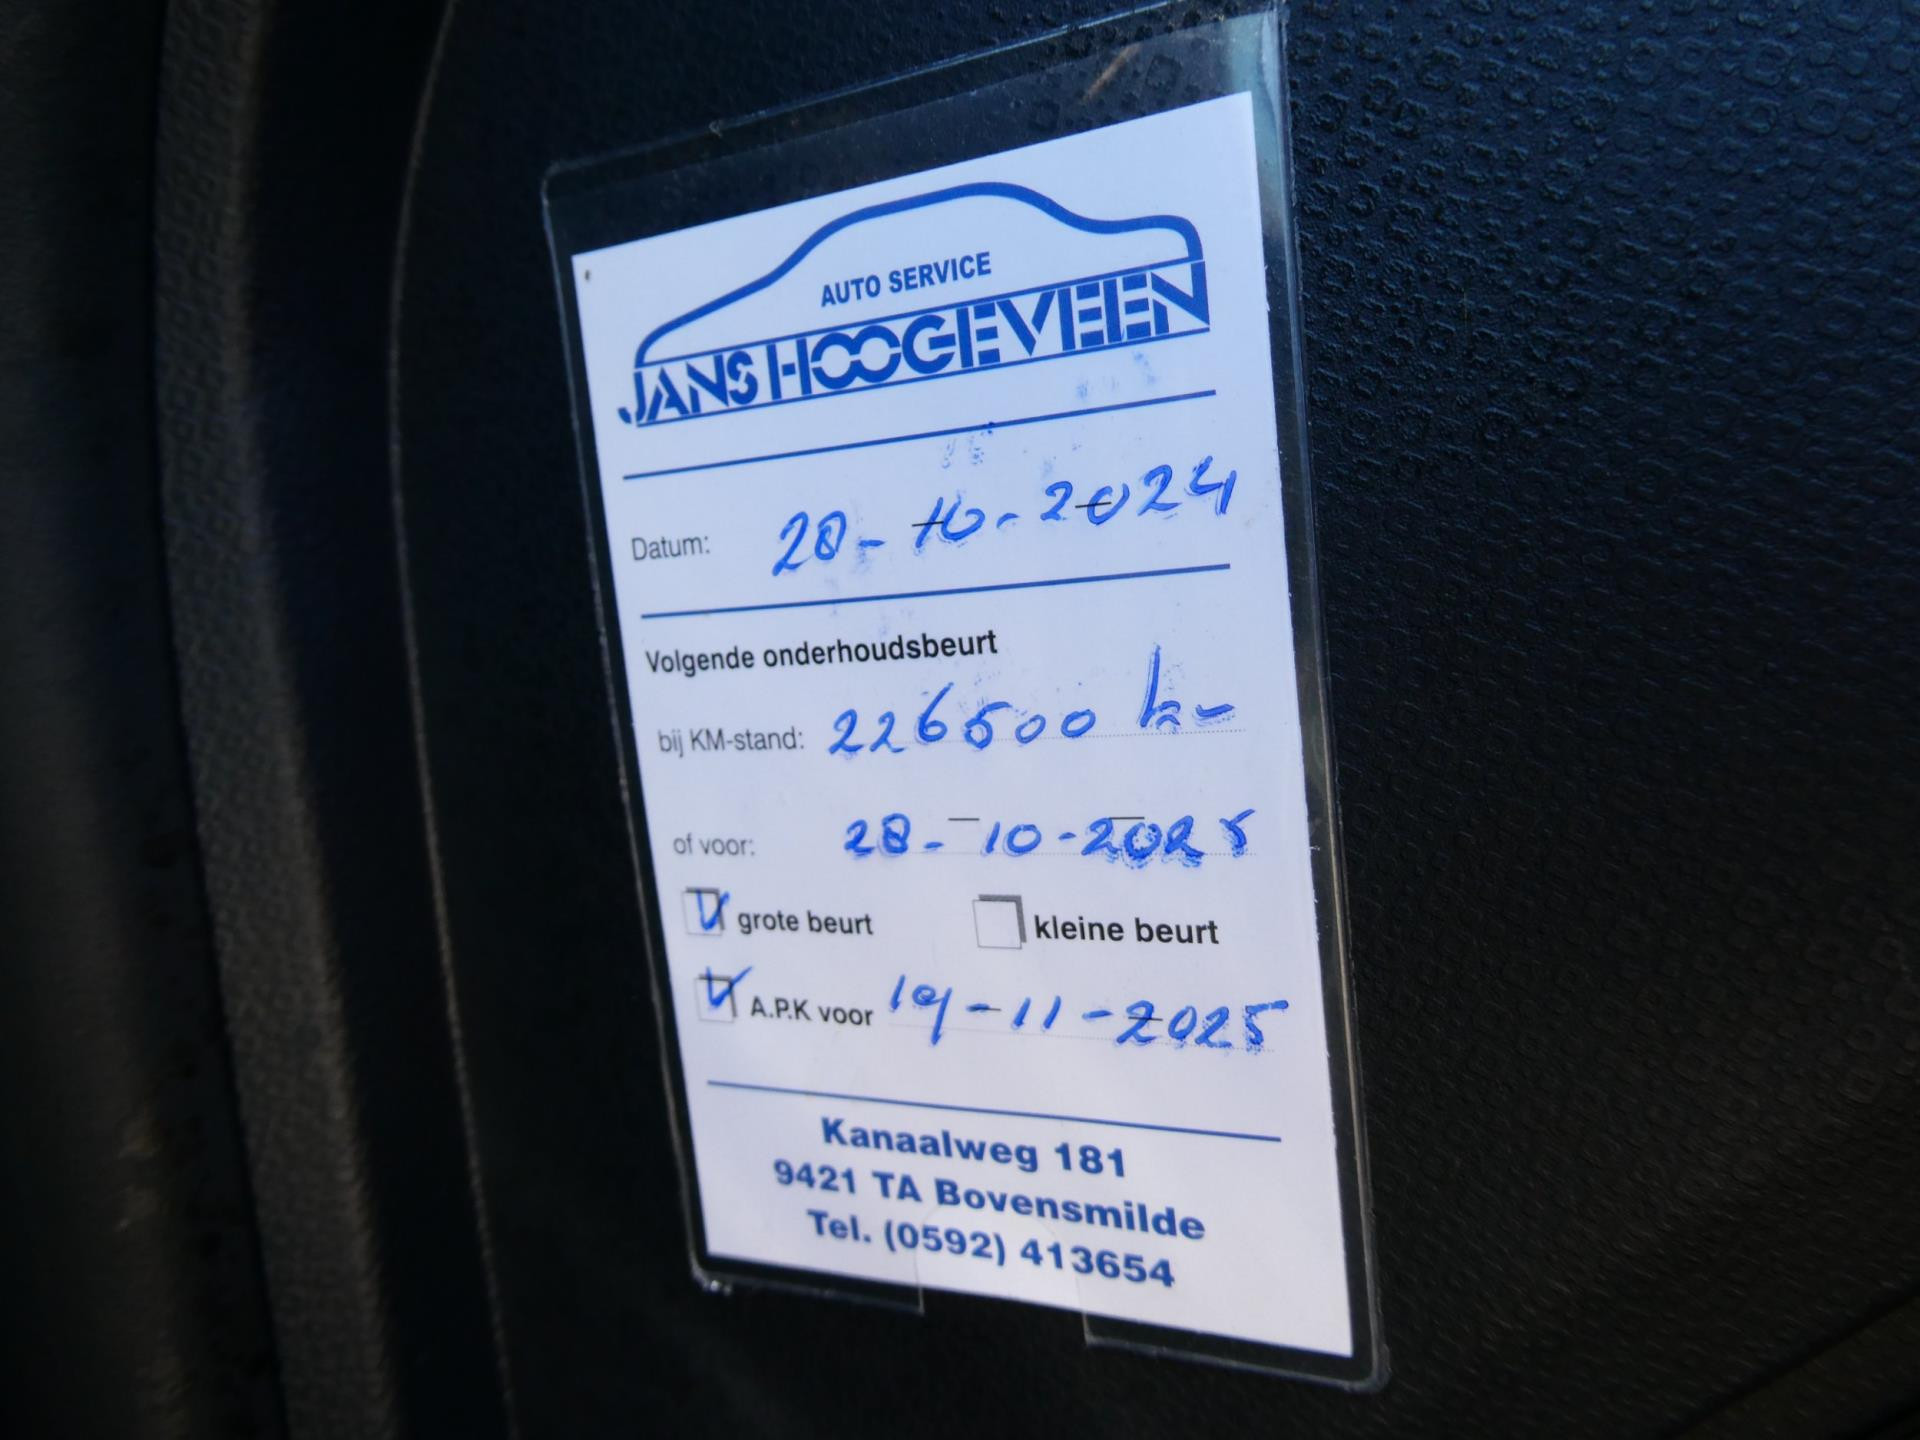 AUTO SERVICE
JANS HOOGEVEEN
Datum: 28-10-2024
Volgende onderhoudsbeurt
bij KM-stand: 226500 km
of voor: 28-10-2025
grote beurt kleine beurt
A.P.K voor 19-11-2025
Kanaalweg 181
9421 TA Bovensmilde
Tel. (0592) 413654